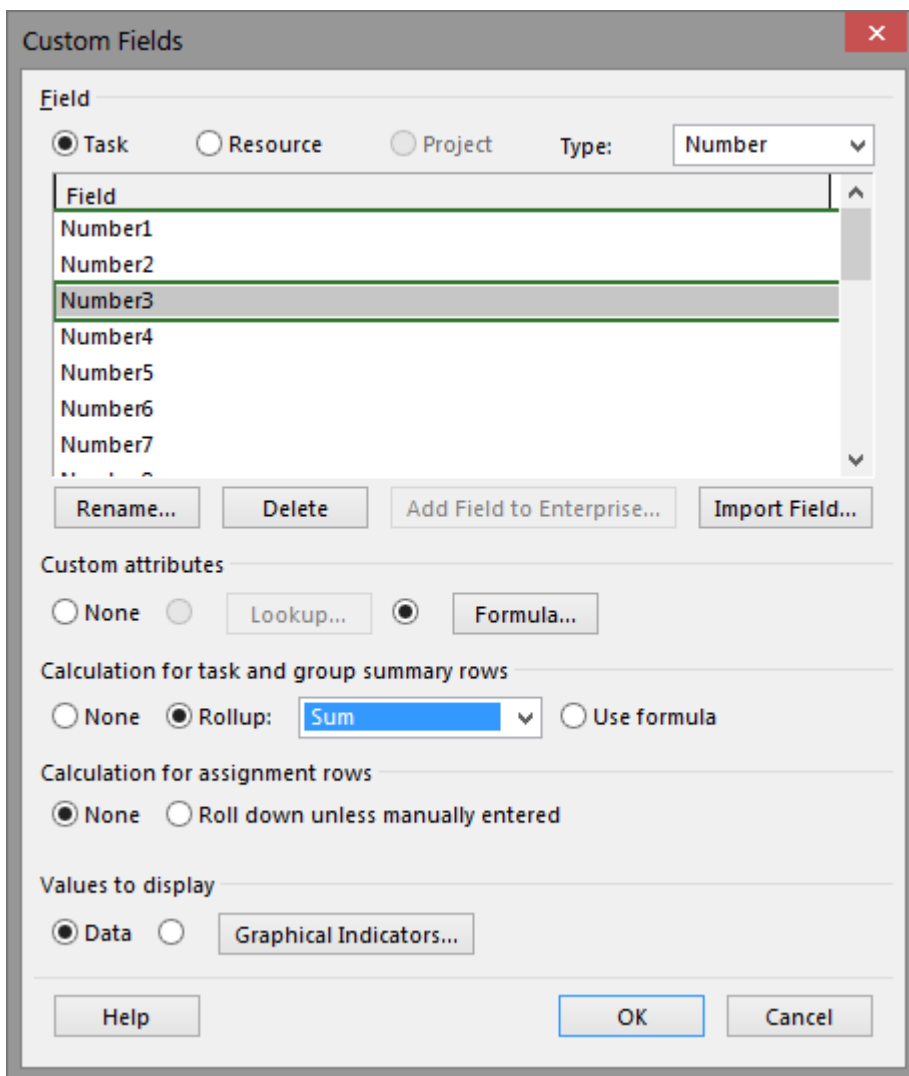 Custom Fields
Field
Task Resource Project Type: Number
Field
Number1
Number2
Number3
Number4
Number5
Number6
Number7
Rename... Delete Add Field to Enterprise... Import Field...
Custom attributes
None Lookup... Formula...
Calculation for task and group summary rows
None Rollup: Sum Use formula
Calculation for assignment rows
None Roll down unless manually entered
Values to display
Data Graphical Indicators...
Help OK Cancel